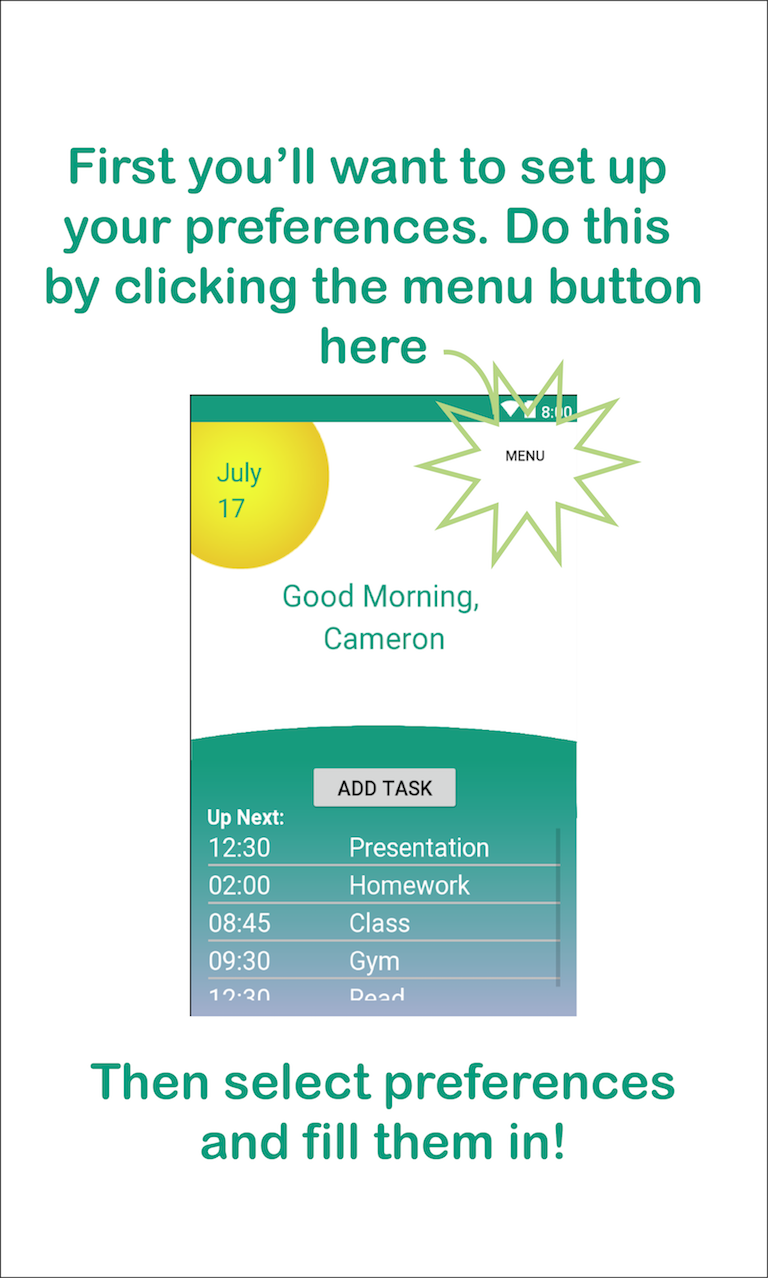 First you’ll want to set up
your preferences. Do this
by clicking the menu button
here
8:00
MENU
July
17
Good Morning,
Cameron
ADD TASK
Up Next:
12:30 Presentation
02:00 Homework
08:45 Class
09:30 Gym
12:30 Read
Then select preferences
and fill them in!